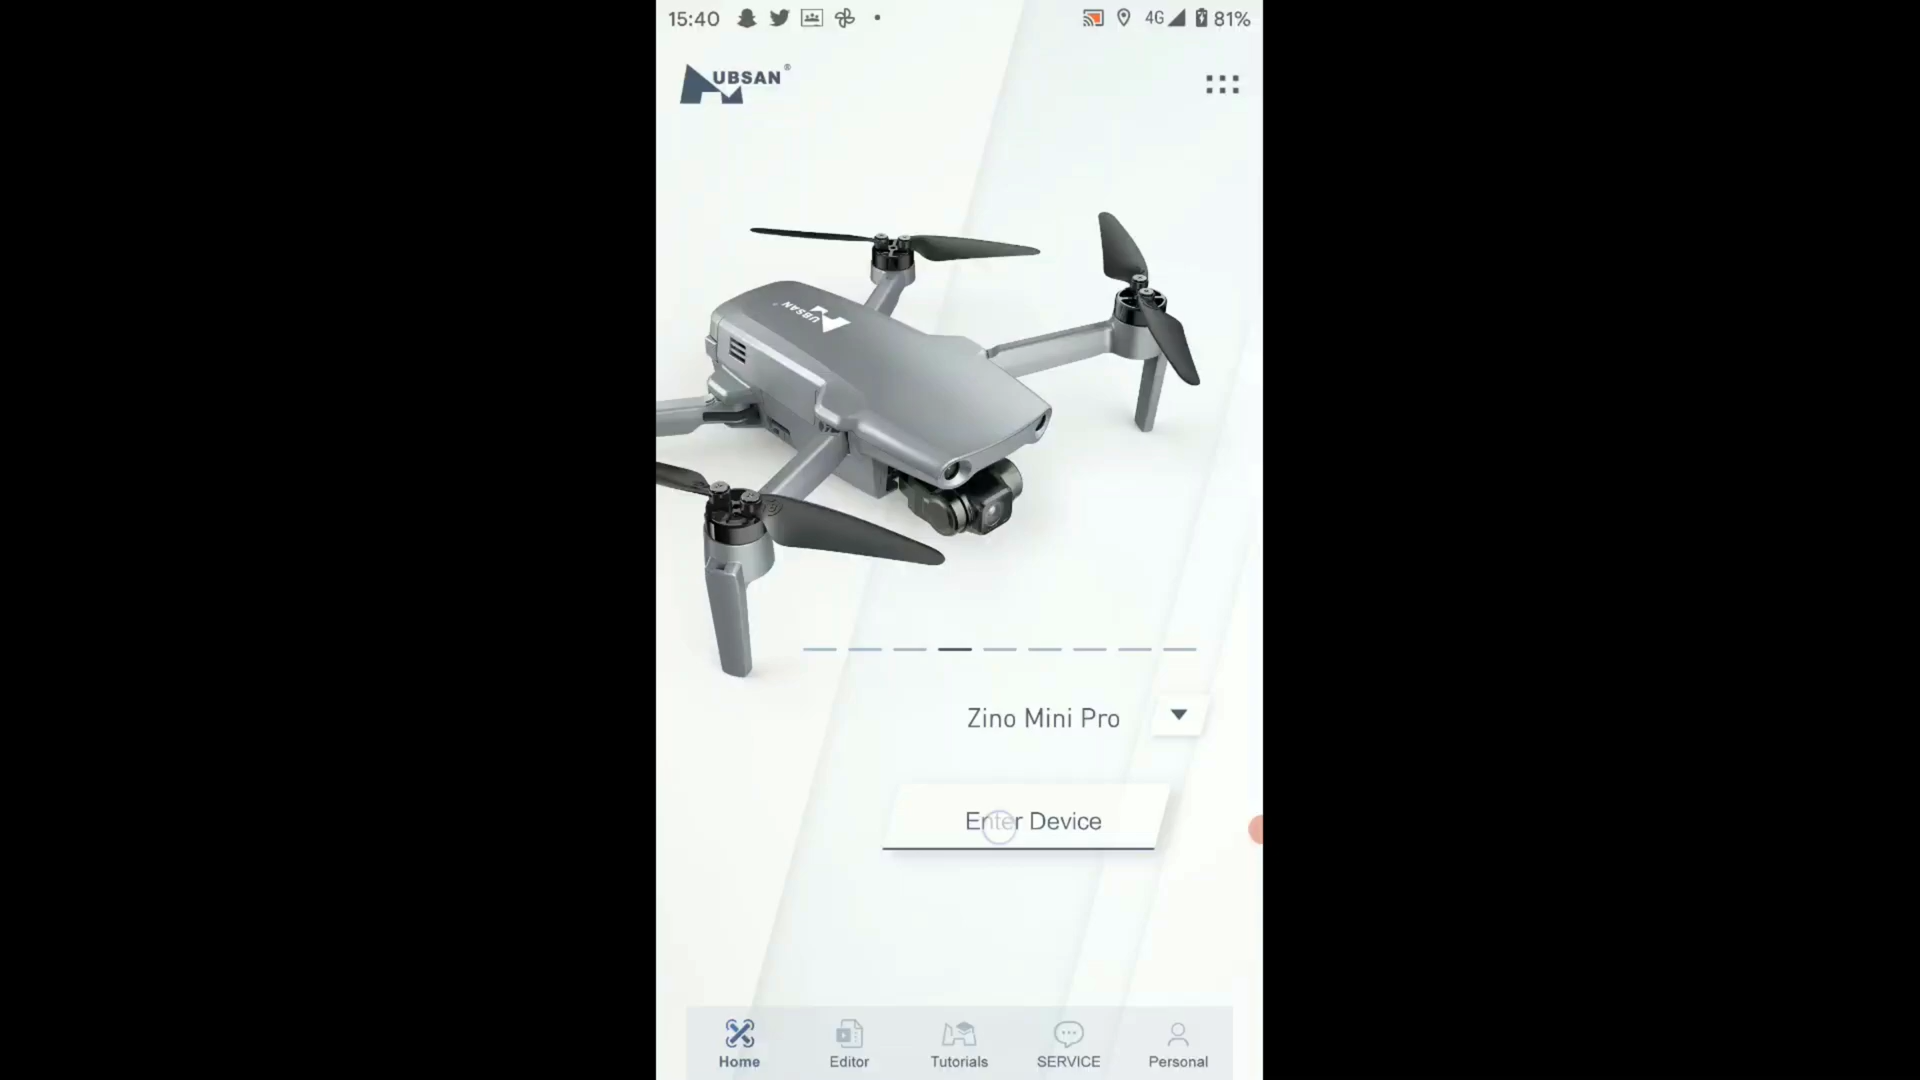 15:40
4G 81%
UBSAN®
UBSAN
Zino Mini Pro
Enter Device
Home
Editor
Tutorials
SERVICE
Personal